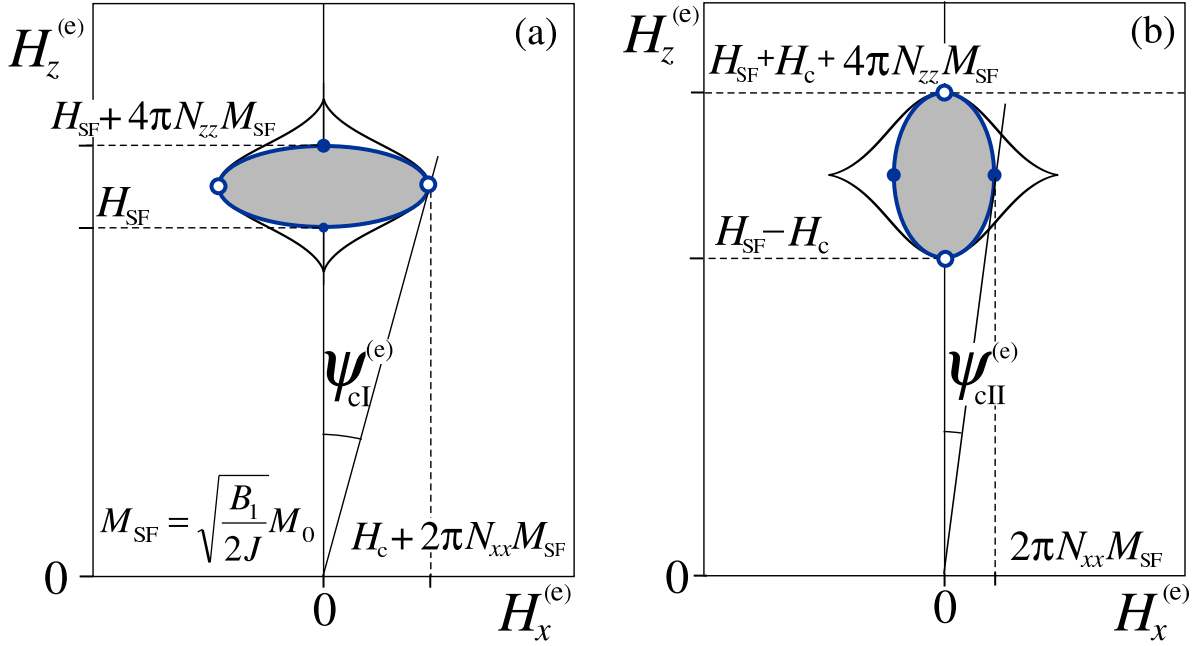 (a)
H_z^(e)
H_SF + 4πN_zz M_SF
H_SF
ψ_cI^(e)
M_SF = √(B_1/2J) M_0
H_c + 2πN_xx M_SF
0
0
H_x^(e)
(b)
H_z^(e)
H_SF + H_c + 4πN_zz M_SF
H_SF − H_c
ψ_cII^(e)
2πN_xx M_SF
0
0
H_x^(e)